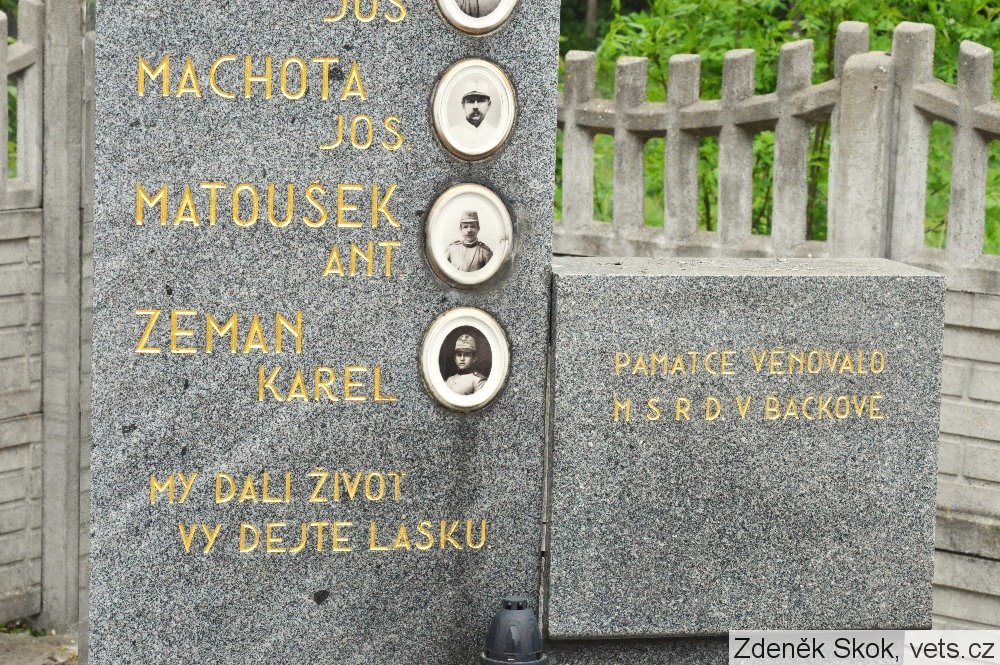 JOS
MACHOTA
JOS.
MATOUŠEK
ANT.
ZEMAN
KAREL
MY DALI ŽIVOT
VY DEJTE LÁSKU.
PAMÁTCE VĚNOVALO
M S R D. V BAČKOVĚ
Zdeněk Skok, vets.cz